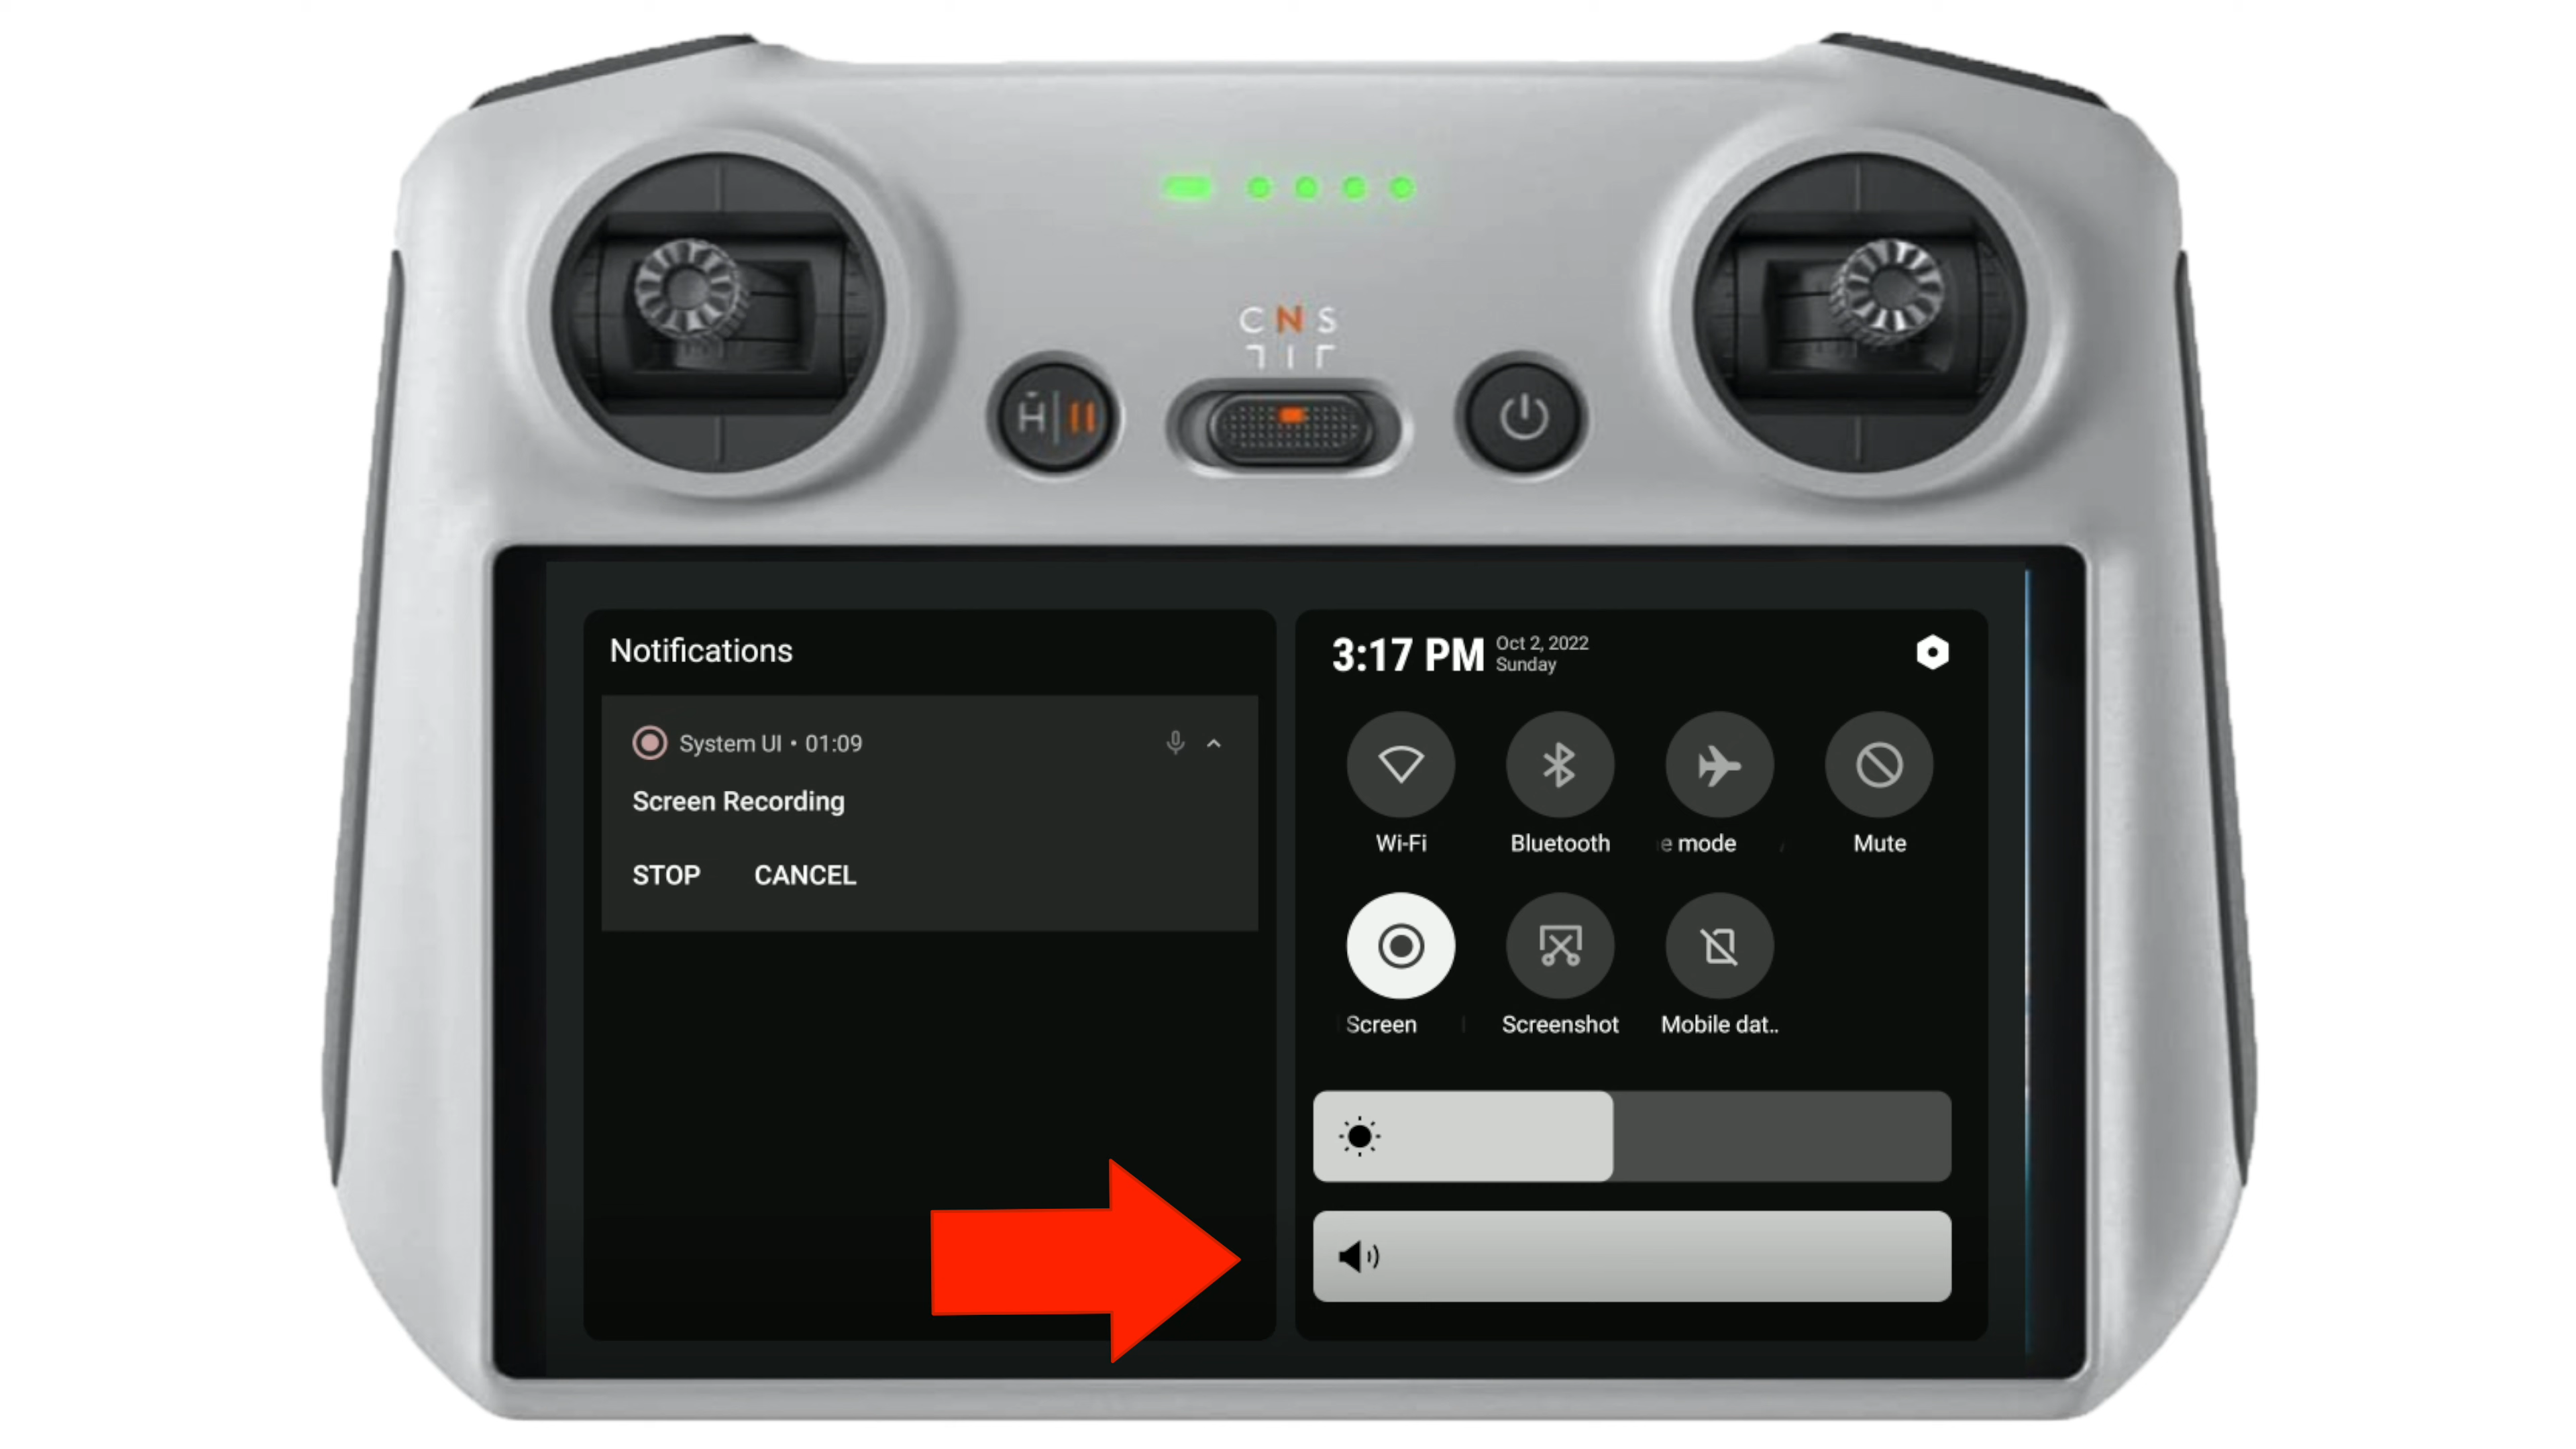 C N S
H
Notifications
System UI • 01:09
Screen Recording
STOP CANCEL
3:17 PM
Oct 2, 2022
Sunday
Wi-Fi
Bluetooth
e mode
Mute
Screen
Screenshot
Mobile dat..